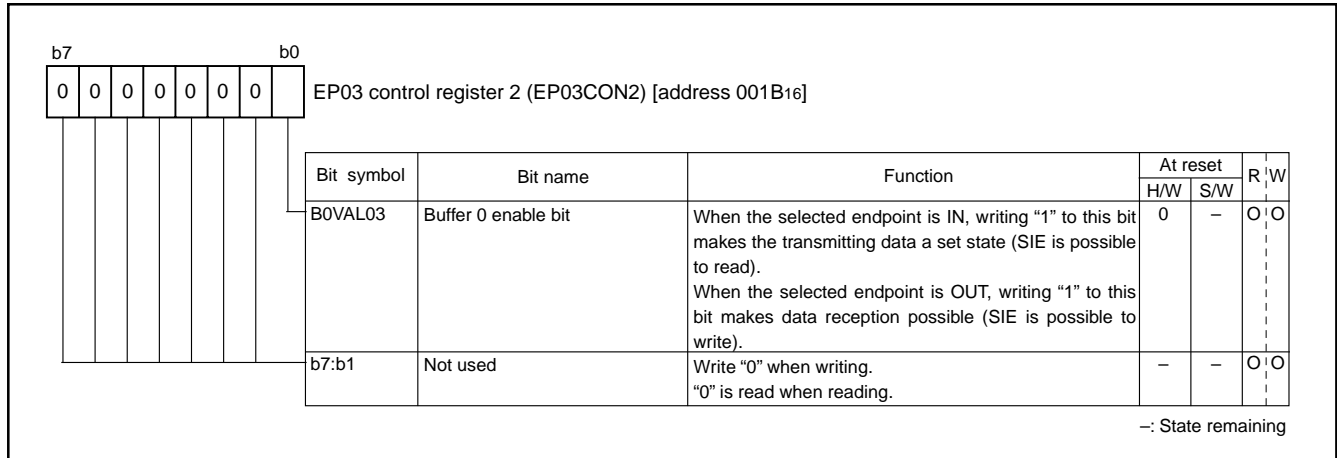 b7 b0
0 0 0 0 0 0 0
EP03 control register 2 (EP03CON2) [address 001B16]
Bit symbol Bit name Function At reset R W
H/W S/W
B0VAL03 Buffer 0 enable bit When the selected endpoint is IN, writing “1” to this bit 0 – O O
makes the transmitting data a set state (SIE is possible
to read).
When the selected endpoint is OUT, writing “1” to this
bit makes data reception possible (SIE is possible to
write).
b7:b1 Not used Write “0” when writing. – – O O
“0” is read when reading.
–: State remaining